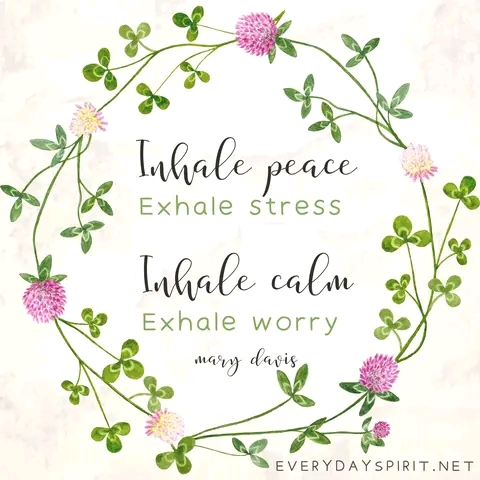 Inhale peace
Exhale stress
Inhale calm
Exhale worry
mary davis
EVERYDAYSPIRIT.NET